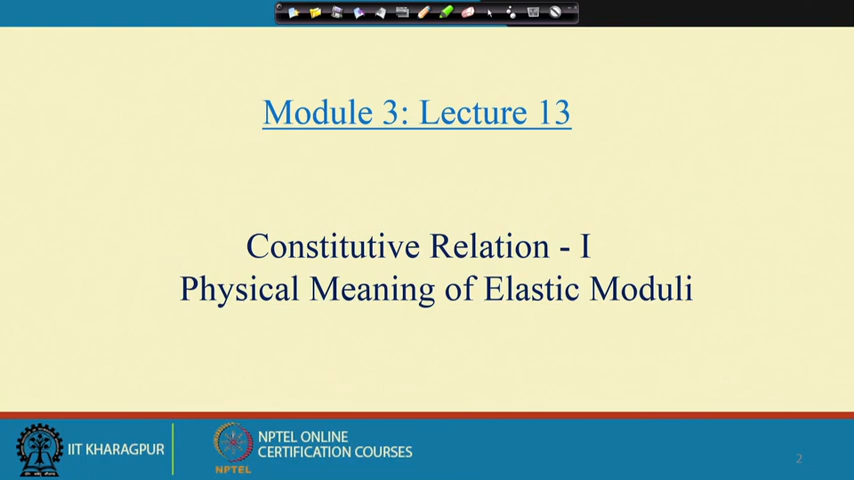 Module 3: Lecture 13
Constitutive Relation - I
Physical Meaning of Elastic Moduli
IIT KHARAGPUR
NPTEL
NPTEL ONLINE
CERTIFICATION COURSES
2